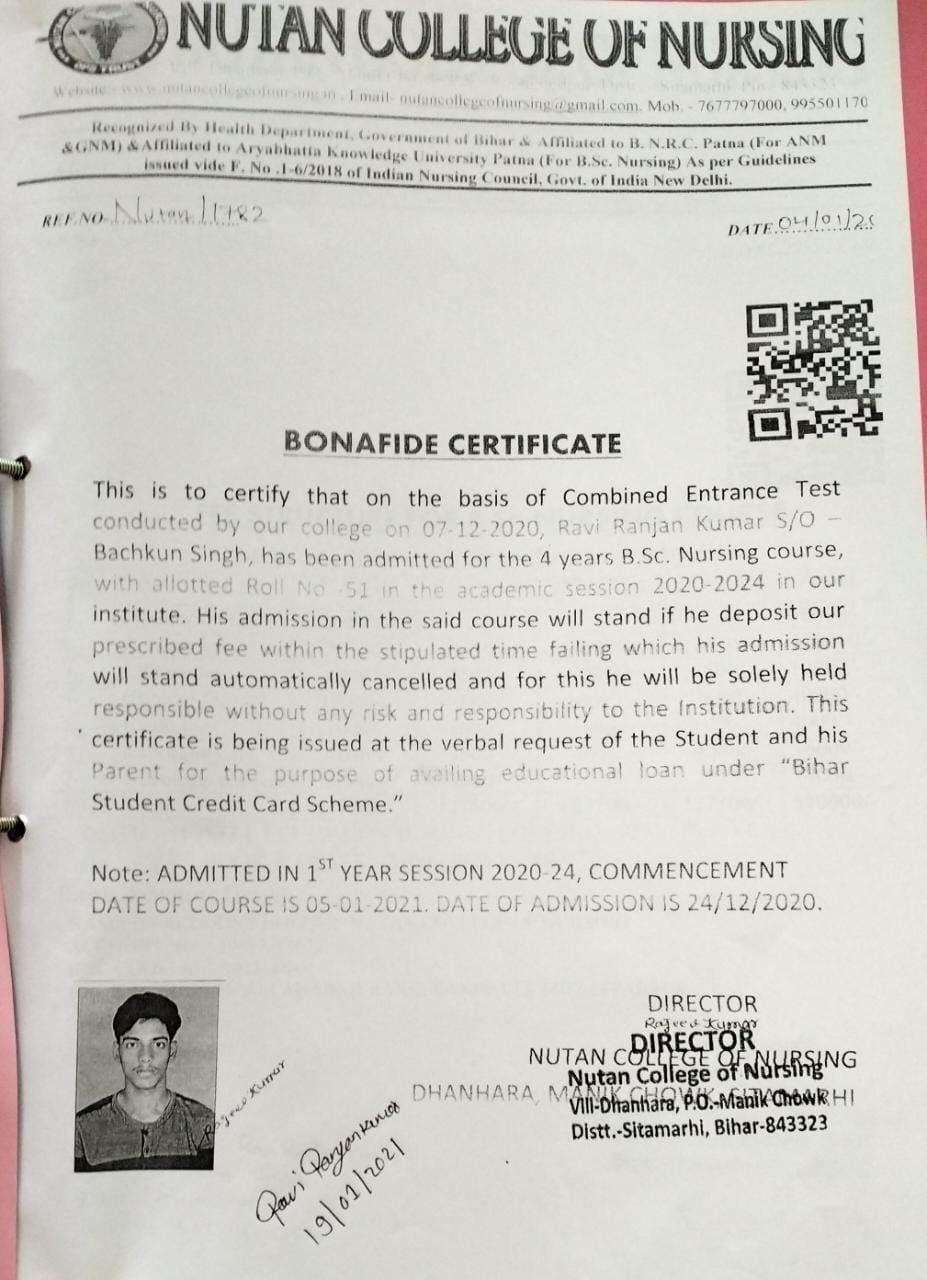 NUTAN COLLEGE OF NURSING
Website - www.nutancollegeofnursing.in , Email- nutancollegeofnursing@gmail.com. Mob. - 7677797000, 995501170
Recognized By Health Department, Government of Bihar & Affiliated to B. N.R.C. Patna (For ANM
&GNM) &Affiliated to Aryabhatta Knowledge University Patna (For B.Sc. Nursing) As per Guidelines
issued vide F. No .1-6/2018 of Indian Nursing Council, Govt. of India New Delhi.
REF.NO- Nutan/1782
DATE 04/01/2
BONAFIDE CERTIFICATE
This is to certify that on the basis of Combined Entrance Test
conducted by our college on 07-12-2020, Ravi Ranjan Kumar S/O –
Bachkun Singh, has been admitted for the 4 years B.Sc. Nursing course,
with allotted Roll No -51 in the academic session 2020-2024 in our
institute. His admission in the said course will stand if he deposit our
prescribed fee within the stipulated time failing which his admission
will stand automatically cancelled and for this he will be solely held
responsible without any risk and responsibility to the Institution. This
certificate is being issued at the verbal request of the Student and his
Parent for the purpose of availing educational loan under “Bihar
Student Credit Card Scheme.”
Note: ADMITTED IN 1ST YEAR SESSION 2020-24, COMMENCEMENT
DATE OF COURSE IS 05-01-2021. DATE OF ADMISSION IS 24/12/2020.
DIRECTOR
Rajeev Kumar
DIRECTOR
NUTAN COLLEGE OF NURSING
Nutan College of Nursing
DHANHARA, MANIK CHOWK, SITAMARHI
Vill-Dhanhara, P.O.-Manik Chowk
Distt.-Sitamarhi, Bihar-843323
Rajeev Kumar
Ravi Ranjan Kumar
19/01/2021